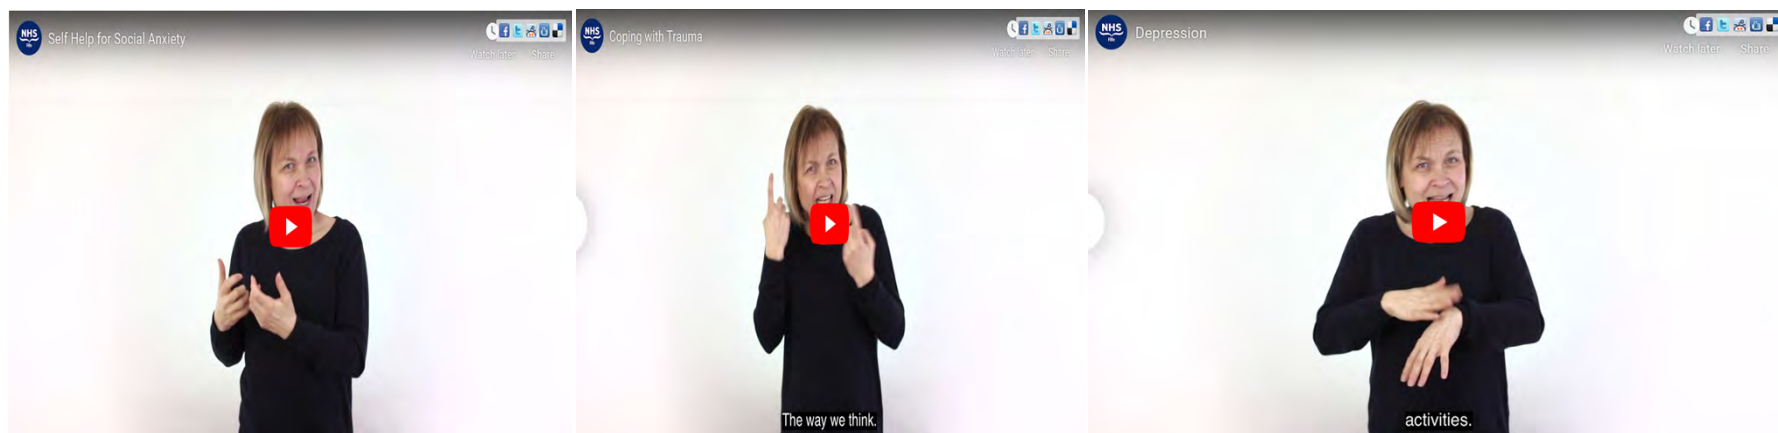 NHS
Self Help for Social Anxiety
Watch later
Share
NHS
Coping with Trauma
Watch later
Share
The way we think.
NHS
Depression
Watch later
Share
activities.